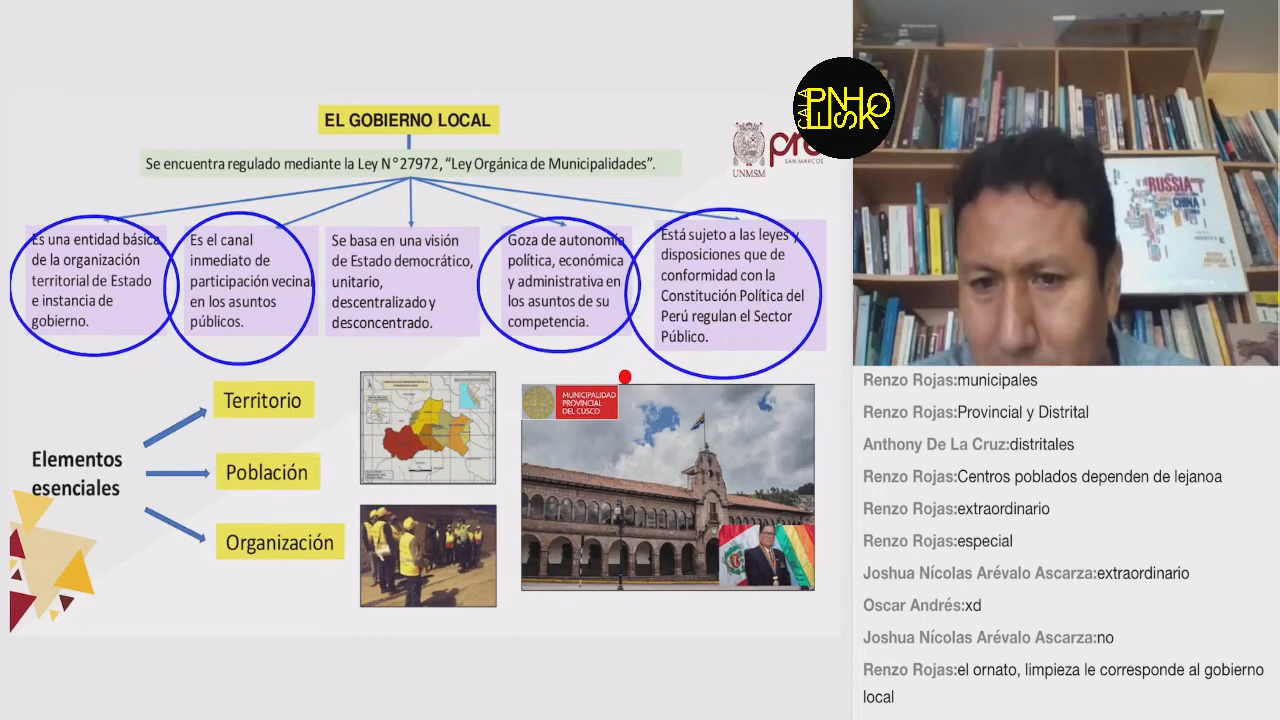 EL GOBIERNO LOCAL
Se encuentra regulado mediante la Ley N°27972, “Ley Orgánica de Municipalidades”.
UNMSM
pre
SAN MARCOS
CALA
PNHO
ESK
Es una entidad básica
de la organización
territorial de Estado
e instancia de
gobierno.
Es el canal
inmediato de
participación vecinal
en los asuntos
públicos.
Se basa en una visión
de Estado democrático,
unitario,
descentralizado y
desconcentrado.
Goza de autonomía
política, económica
y administrativa en
los asuntos de su
competencia.
Está sujeto a las leyes y
disposiciones que de
conformidad con la
Constitución Política del
Perú regulan el Sector
Público.
Elementos
esenciales
Territorio
Población
Organización
MUNICIPALIDAD
PROVINCIAL
DEL CUSCO
RUSSIA
CHINA
Renzo Rojas:municipales
Renzo Rojas:Provincial y Distrital
Anthony De La Cruz:distritales
Renzo Rojas:Centros poblados dependen de lejanoa
Renzo Rojas:extraordinario
Renzo Rojas:especial
Joshua Nícolas Arévalo Ascarza:extraordinario
Oscar Andrés:xd
Joshua Nícolas Arévalo Ascarza:no
Renzo Rojas:el ornato, limpieza le corresponde al gobierno
local